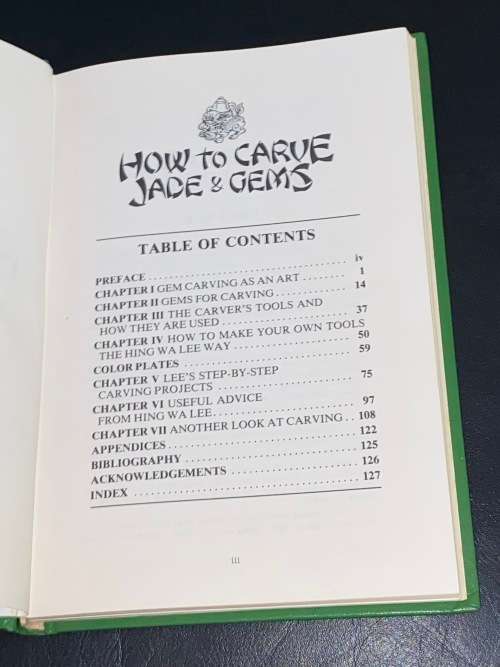 HOW to CARVE
JADE & GEMS
TABLE OF CONTENTS
PREFACE . . . . . . . . . . . . . . . . . . . . . . . . . . . . . . iv
CHAPTER I GEM CARVING AS AN ART . . . . . . . . 1
CHAPTER II GEMS FOR CARVING . . . . . . . . . . . . . 14
CHAPTER III THE CARVER'S TOOLS AND
HOW THEY ARE USED . . . . . . . . . . . . . . . . . . . . . 37
CHAPTER IV HOW TO MAKE YOUR OWN TOOLS
THE HING WA LEE WAY . . . . . . . . . . . . . . . . . . . . 50
COLOR PLATES . . . . . . . . . . . . . . . . . . . . . . . . . . 59
CHAPTER V LEE'S STEP-BY-STEP
CARVING PROJECTS . . . . . . . . . . . . . . . . . . . . . . . 75
CHAPTER VI USEFUL ADVICE
FROM HING WA LEE . . . . . . . . . . . . . . . . . . . . . . . 97
CHAPTER VII ANOTHER LOOK AT CARVING . . 108
APPENDICES . . . . . . . . . . . . . . . . . . . . . . . . . . . . 122
BIBLIOGRAPHY . . . . . . . . . . . . . . . . . . . . . . . . . . 125
ACKNOWLEDGEMENTS . . . . . . . . . . . . . . . . . . . 126
INDEX . . . . . . . . . . . . . . . . . . . . . . . . . . . . . . . . 127
iii